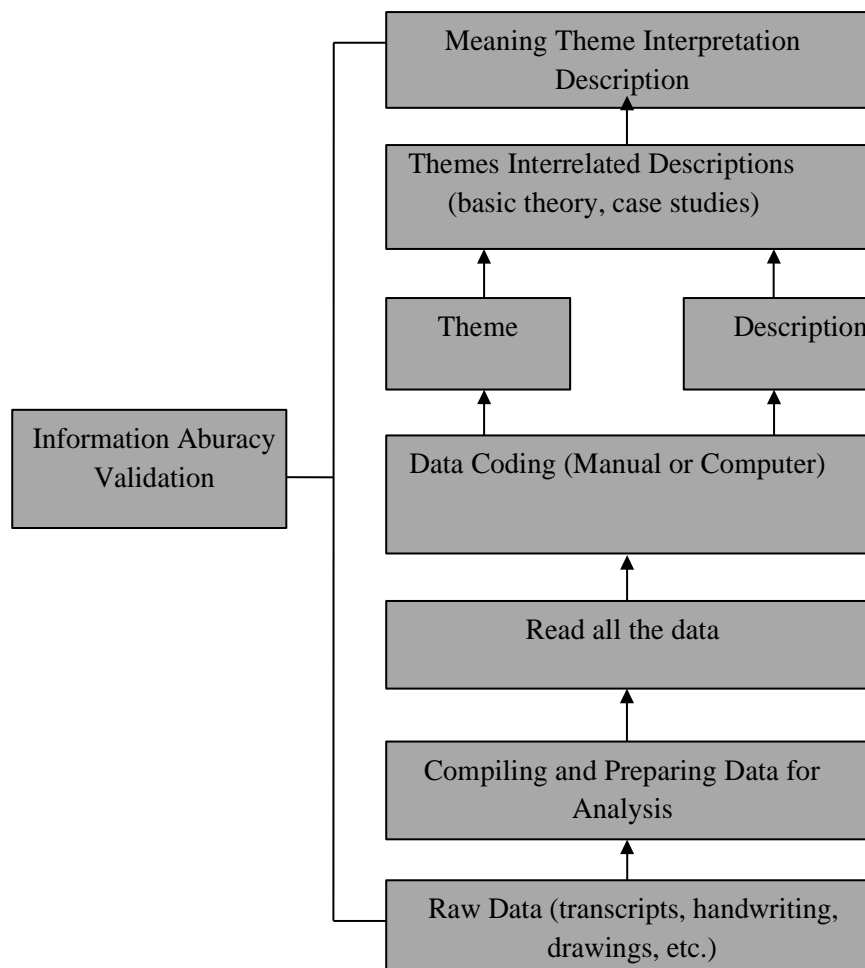 Meaning Theme Interpretation
Description
Themes Interrelated Descriptions
(basic theory, case studies)
Theme
Description
Information Aburacy
Validation
Data Coding (Manual or Computer)
Read all the data
Compiling and Preparing Data for
Analysis
Raw Data (transcripts, handwriting,
drawings, etc.)